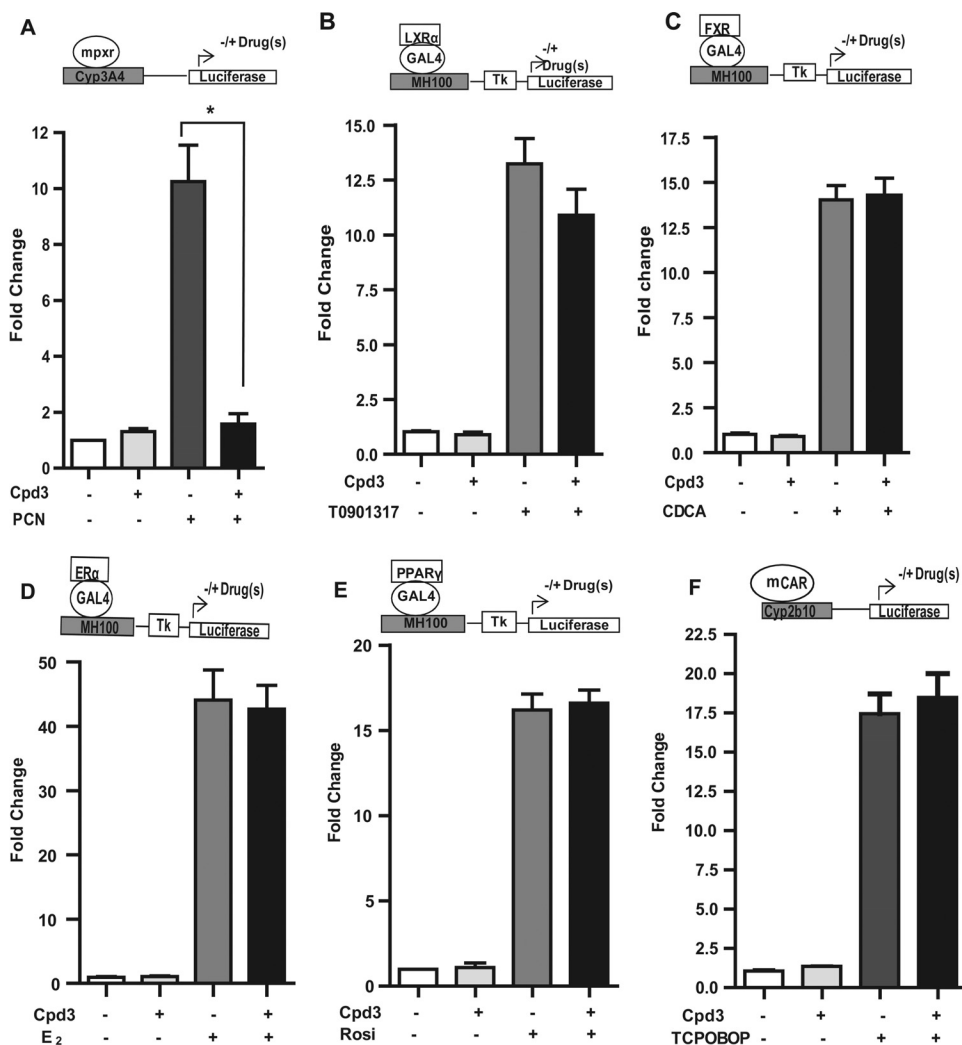 A
mpxr
Cyp3A4
-/+ Drug(s)
Luciferase
*
12
10
8
6
4
2
0
Fold Change
Cpd3 - + - +
PCN - - + +
B
LXRα
GAL4
MH100
Tk
-/+
Drug(s)
Luciferase
15.0
12.5
10.0
7.5
5.0
2.5
0.0
Fold Change
Cpd3 - + - +
T0901317 - - + +
C
FXR
GAL4
MH100
Tk
-/+ Drug(s)
Luciferase
17.5
15.0
12.5
10.0
7.5
5.0
2.5
0.0
Fold change
Cpd3 - + - +
CDCA - - + +
D
ERα
GAL4
MH100
Tk
-/+ Drug(s)
Luciferase
50
40
30
20
10
0
Fold Change
Cpd3 - + - +
E2 - - + +
E
PPARγ
GAL4
MH100
Tk
-/+ Drug(s)
Luciferase
20
15
10
5
0
Fold Change
Cpd3 - + - +
Rosi - - + +
F
mCAR
Cyp2b10
-/+ Drug(s)
Luciferase
22.5
20.0
17.5
15.0
12.5
10.0
7.5
5.0
2.5
0.0
Fold Change
Cpd3 - + - +
TCPOBOP - - + +